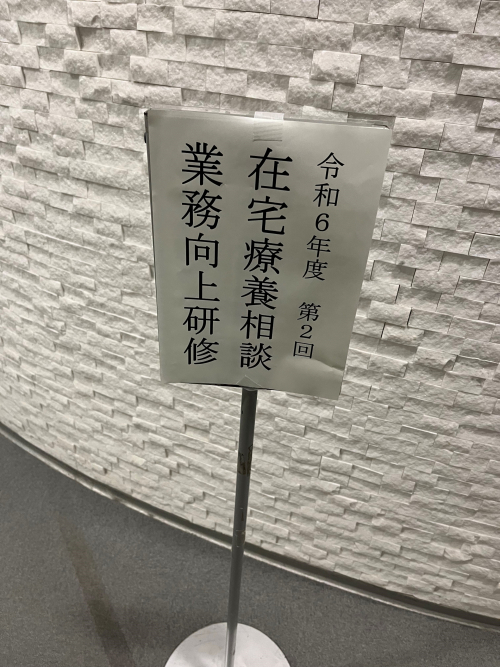 令和6年度 第2回
在宅療養相談
業務向上研修